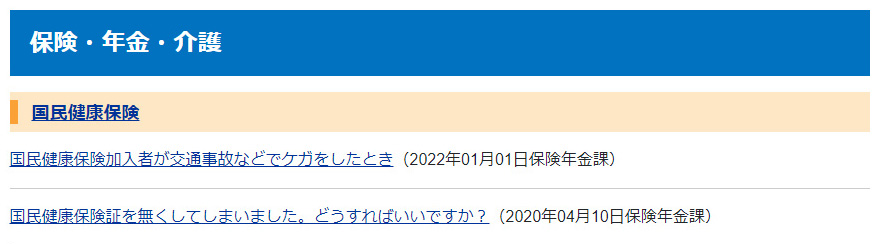 保険・年金・介護
国民健康保険
国民健康保険加入者が交通事故などでケガをしたとき（2022年01月01日保険年金課）
国民健康保険証を無くしてしまいました。どうすればいいですか？（2020年04月10日保険年金課）